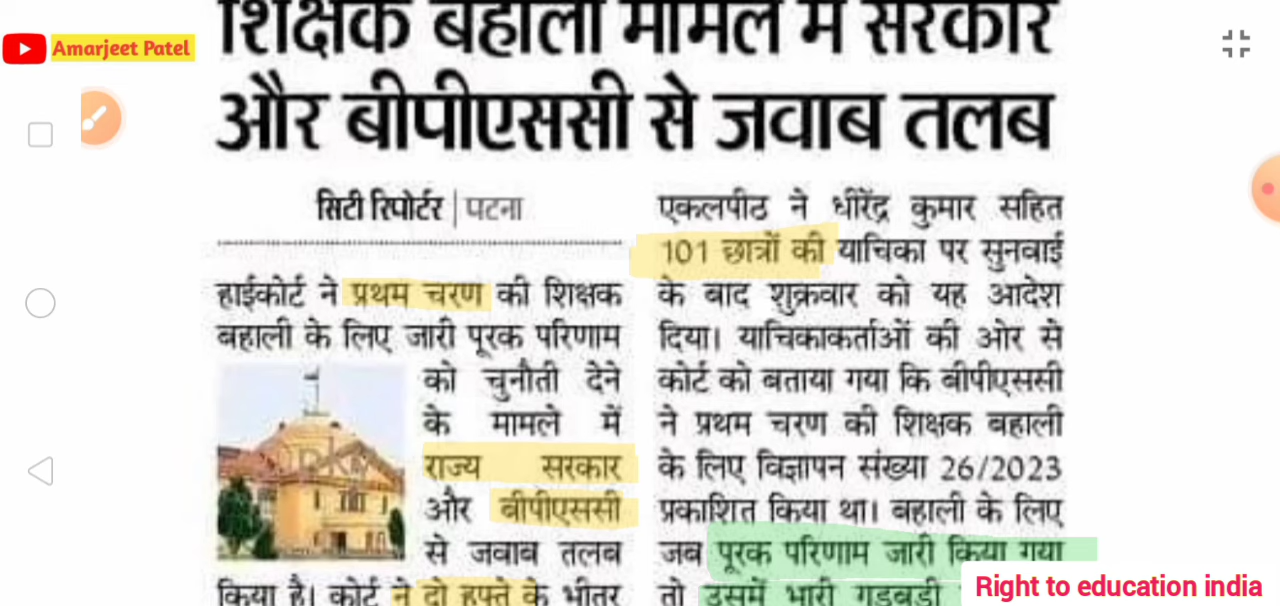 Amarjeet Patel
शिक्षक बहाली मामले में सरकार
और बीपीएससी से जवाब तलब
सिटी रिपोर्टर | पटना
हाईकोर्ट ने प्रथम चरण की शिक्षक
बहाली के लिए जारी पूरक परिणाम
को चुनौती देने
के मामले में
राज्य सरकार
और बीपीएससी
से जवाब तलब
किया है। कोर्ट ने दो हफ्ते के भीतर
एकलपीठ ने धीरेंद्र कुमार सहित
101 छात्रों की याचिका पर सुनवाई
के बाद शुक्रवार को यह आदेश
दिया। याचिकाकर्ताओं की ओर से
कोर्ट को बताया गया कि बीपीएससी
ने प्रथम चरण की शिक्षक बहाली
के लिए विज्ञापन संख्या 26/2023
प्रकाशित किया था। बहाली के लिए
जब पूरक परिणाम जारी किया गया
तो उसमें भारी गड़बड़ी
Right to education india